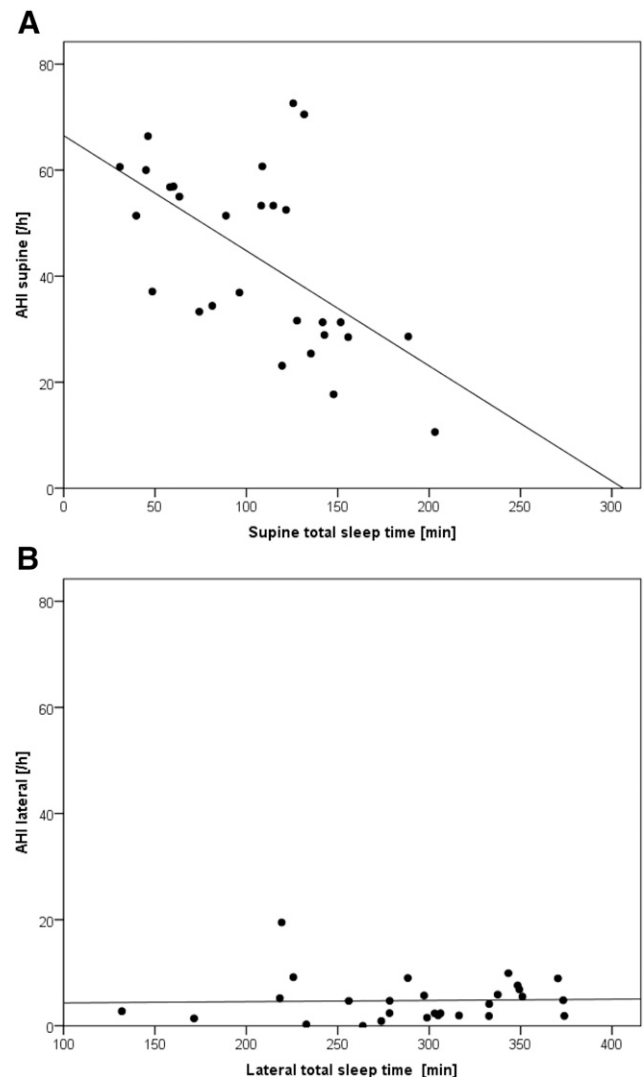 A
80
60
40
20
0
AHI supine [/h]
0 50 100 150 200 250 300
Supine total sleep time [min]
B
80
60
40
20
0
AHI lateral [/h]
100 150 200 250 300 350 400
Lateral total sleep time [min]